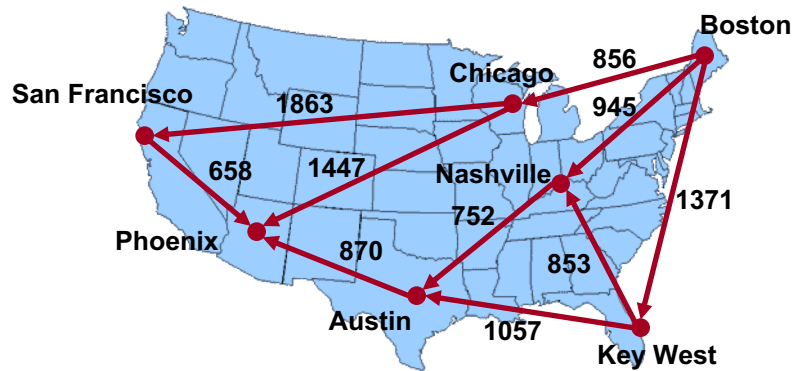 Boston
856
Chicago
San Francisco
1863
945
658
1447
Nashville
1371
752
Phoenix
870
853
Austin
1057
Key West